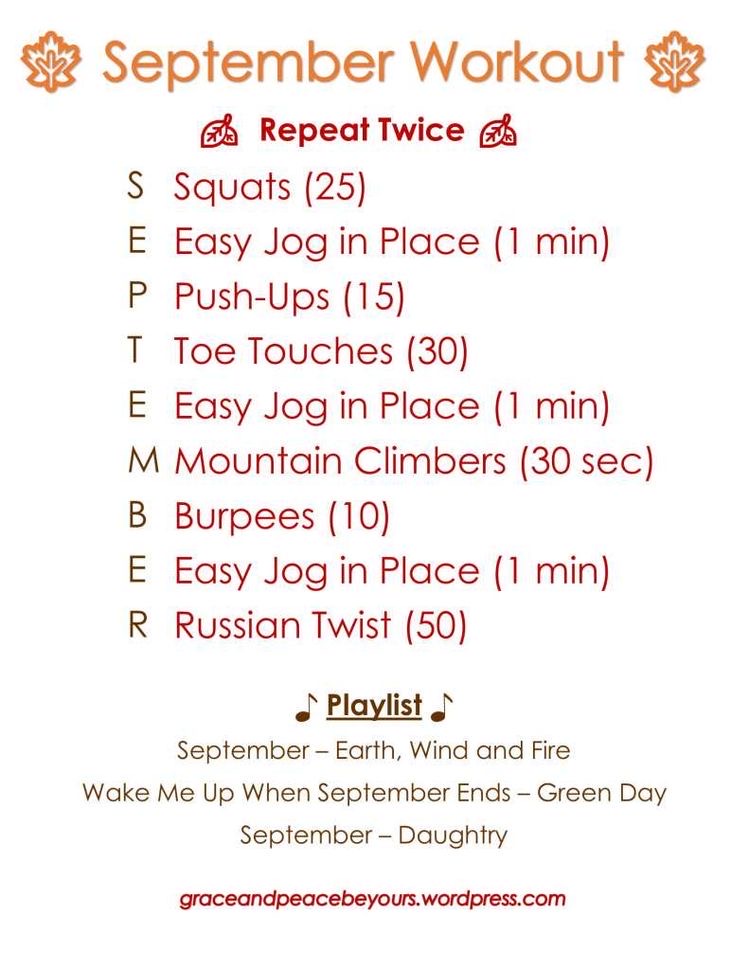 September Workout
Repeat Twice
S Squats (25)
E Easy Jog in Place (1 min)
P Push-Ups (15)
T Toe Touches (30)
E Easy Jog in Place (1 min)
M Mountain Climbers (30 sec)
B Burpees (10)
E Easy Jog in Place (1 min)
R Russian Twist (50)
♪ Playlist ♪
September – Earth, Wind and Fire
Wake Me Up When September Ends – Green Day
September – Daughtry
graceandpeacebeyours.wordpress.com